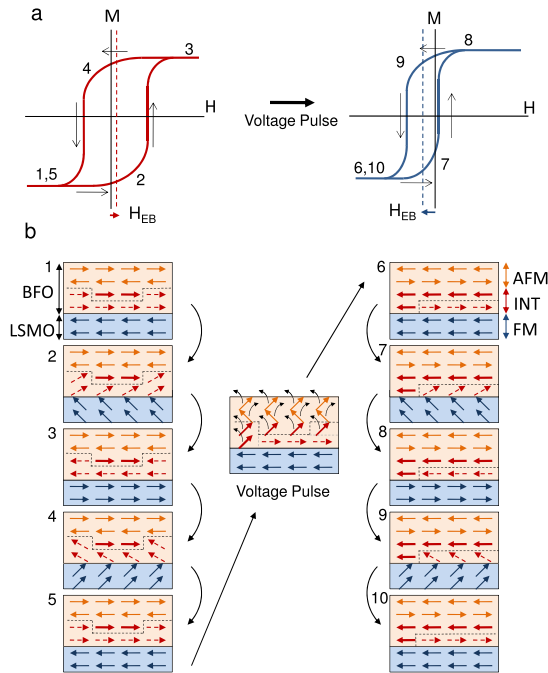 a
M
4
3
H
1,5
2
H_EB
Voltage Pulse
M
9
8
H
6,10
7
H_EB
b
1
BFO
LSMO
2
3
4
5
Voltage Pulse
6
AFM
INT
FM
7
8
9
10